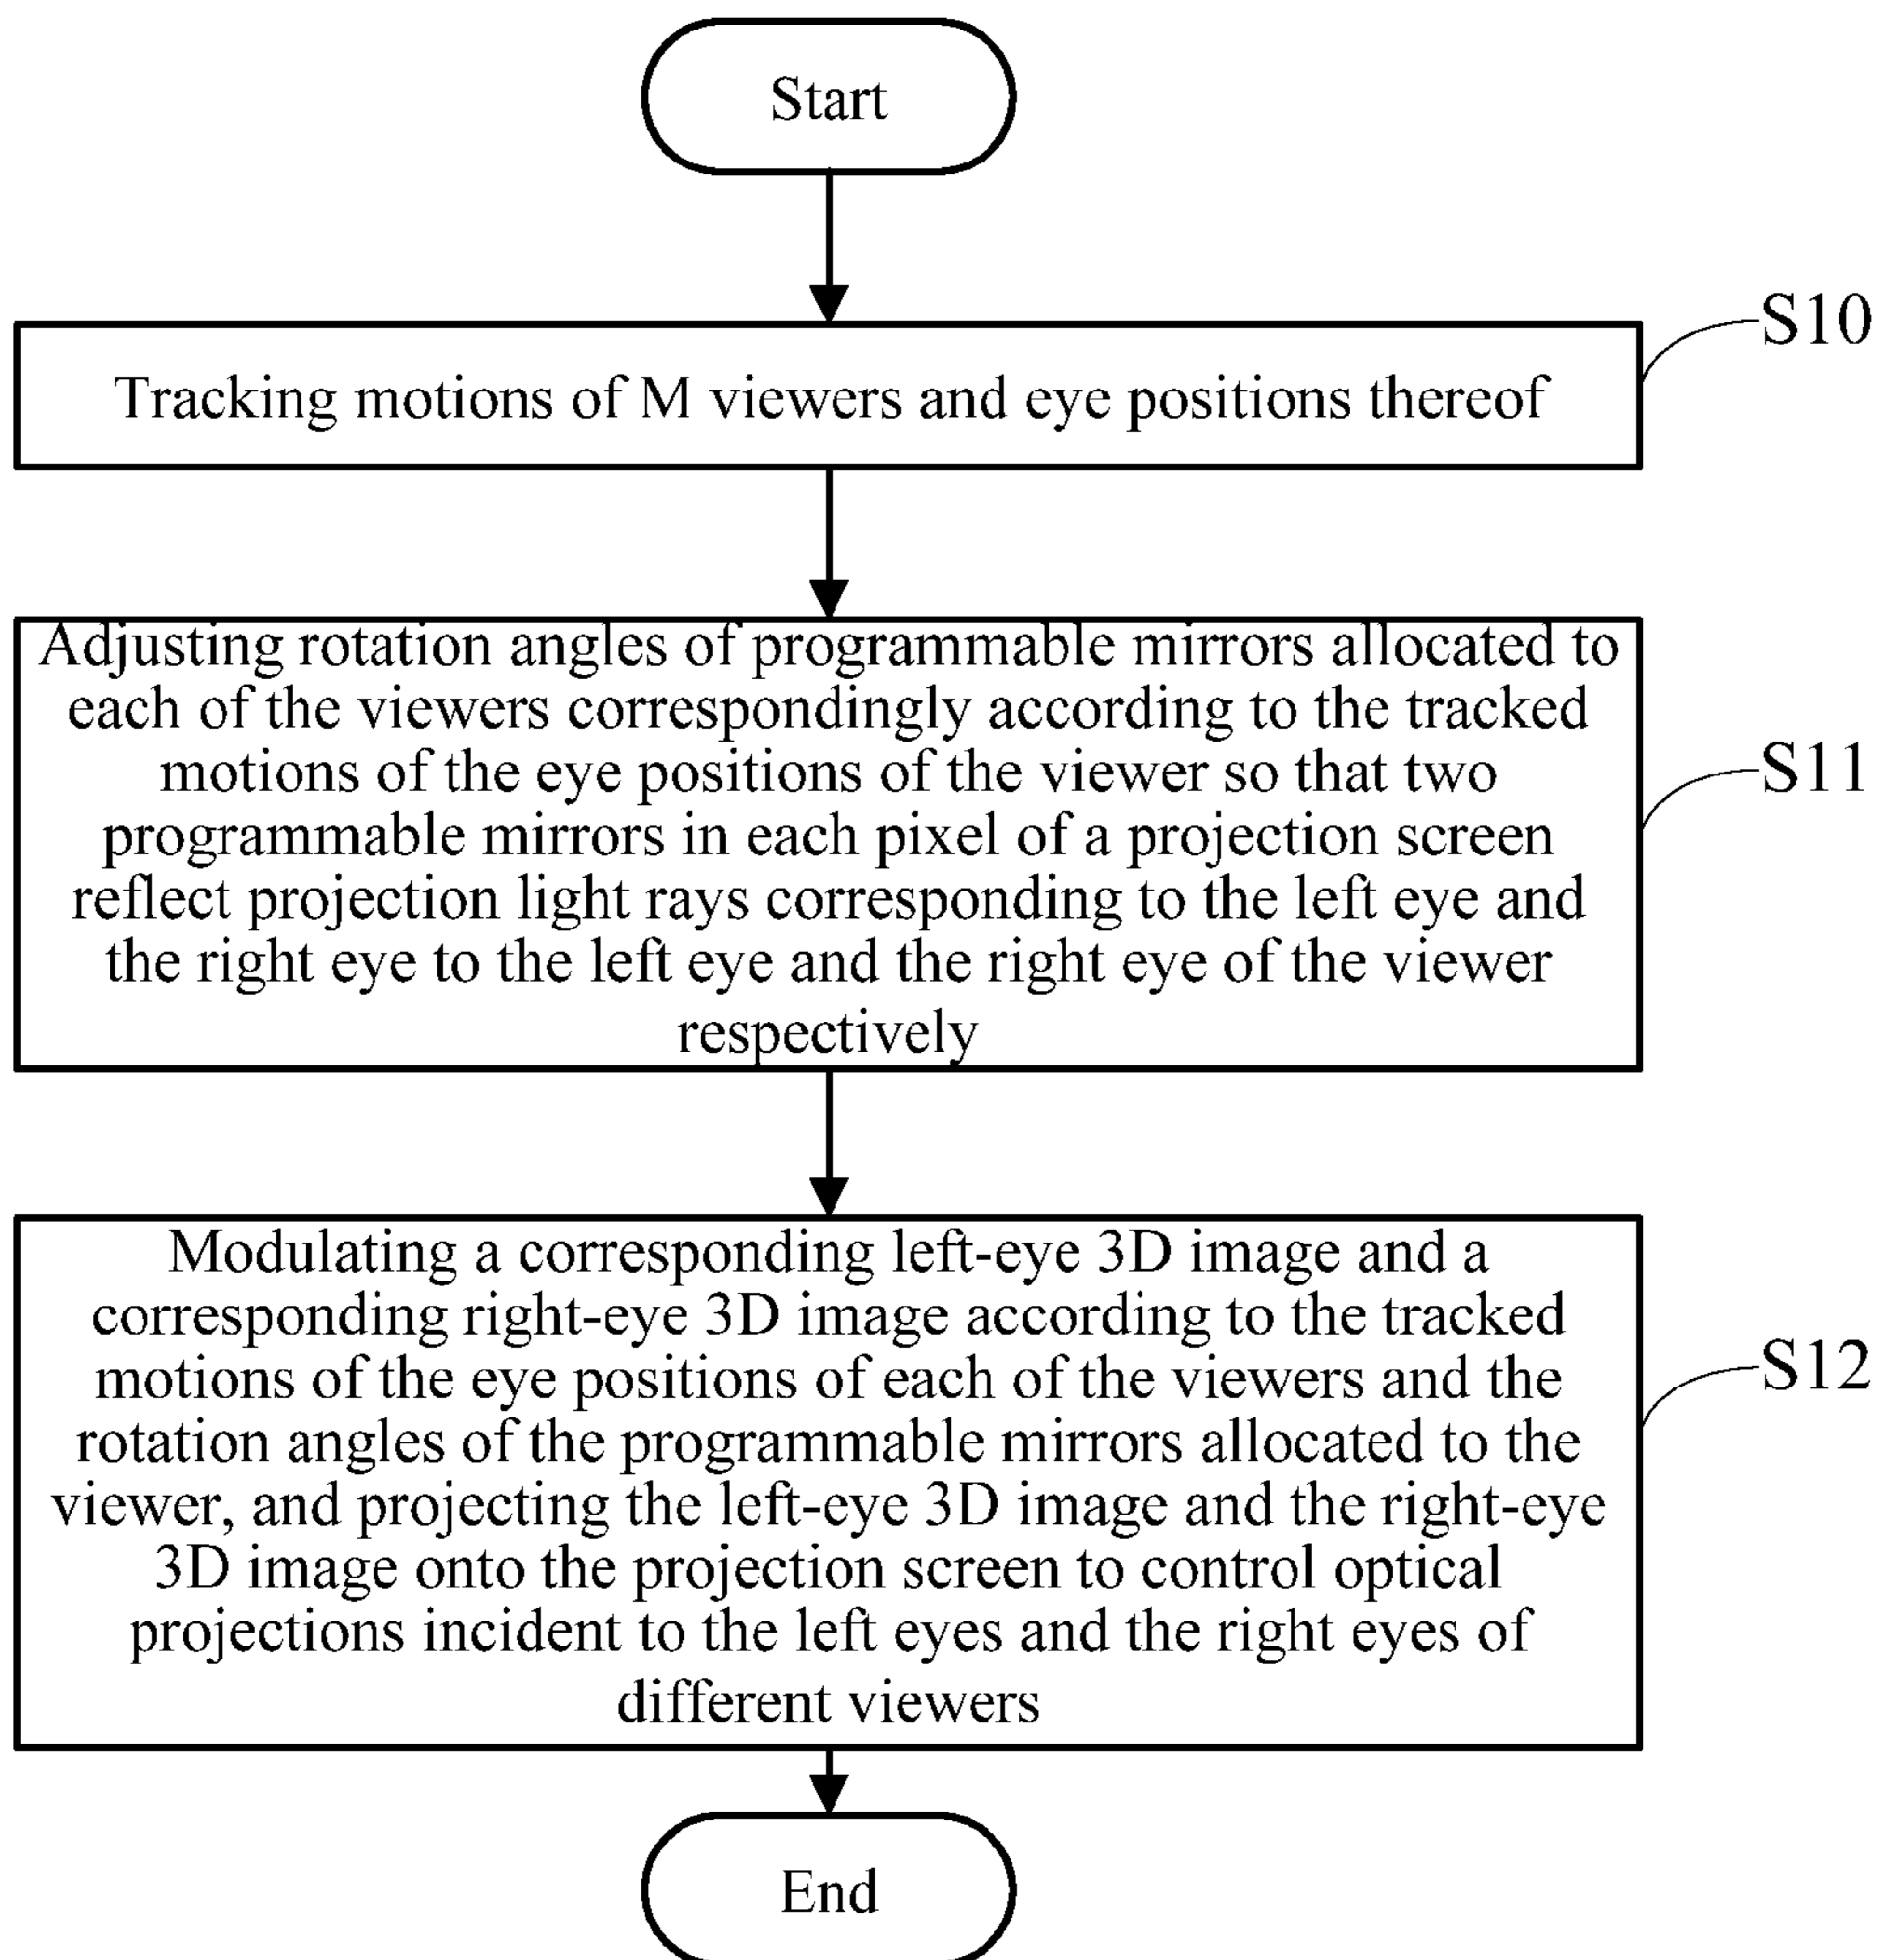 Start
S10
Tracking motions of M viewers and eye positions thereof
Adjusting rotation angles of programmable mirrors allocated to
each of the viewers correspondingly according to the tracked
motions of the eye positions of the viewer so that two
programmable mirrors in each pixel of a projection screen
reflect projection light rays corresponding to the left eye and
the right eye to the left eye and the right eye of the viewer
respectively
S11
Modulating a corresponding left-eye 3D image and a
corresponding right-eye 3D image according to the tracked
motions of the eye positions of each of the viewers and the
rotation angles of the programmable mirrors allocated to the
viewer, and projecting the left-eye 3D image and the right-eye
3D image onto the projection screen to control optical
projections incident to the left eyes and the right eyes of
different viewers
S12
End